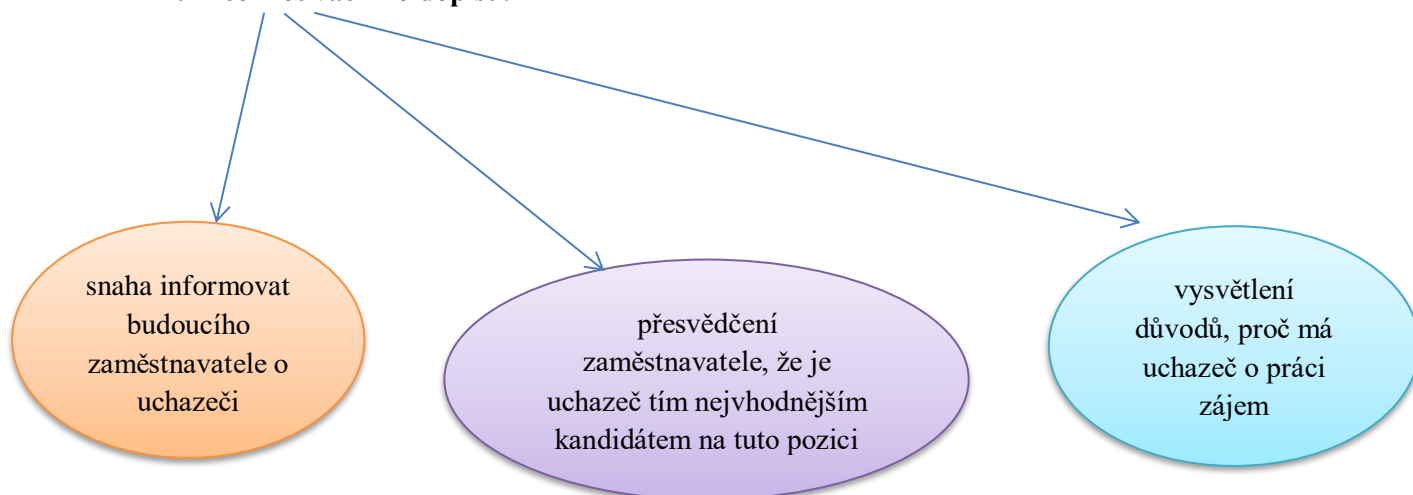 snaha informovat
budoucího
zaměstnavatele o
uchazeči
přesvědčení
zaměstnavatele, že je
uchazeč tím nejvhodnějším
kandidátem na tuto pozici
vysvětlení
důvodů, proč má
uchazeč o práci
zájem